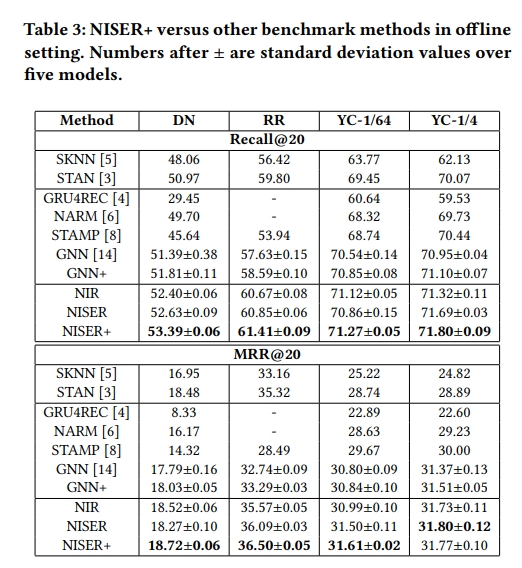 Table 3: NISER+ versus other benchmark methods in offline
setting. Numbers after ± are standard deviation values over
five models.
Method DN RR YC-1/64 YC-1/4
Recall@20
SKNN [5] 48.06 56.42 63.77 62.13
STAN [3] 50.97 59.80 69.45 70.07
GRU4REC [4] 29.45 - 60.64 59.53
NARM [6] 49.70 - 68.32 69.73
STAMP [8] 45.64 53.94 68.74 70.44
GNN [14] 51.39±0.38 57.63±0.15 70.54±0.14 70.95±0.04
GNN+ 51.81±0.11 58.59±0.10 70.85±0.08 71.10±0.07
NIR 52.40±0.06 60.67±0.08 71.12±0.05 71.32±0.11
NISER 52.63±0.09 60.85±0.06 70.86±0.15 71.69±0.03
NISER+ 53.39±0.06 61.41±0.09 71.27±0.05 71.80±0.09
MRR@20
SKNN [5] 16.95 33.16 25.22 24.82
STAN [3] 18.48 35.32 28.74 28.89
GRU4REC [4] 8.33 - 22.89 22.60
NARM [6] 16.17 - 28.63 29.23
STAMP [8] 14.32 28.49 29.67 30.00
GNN [14] 17.79±0.16 32.74±0.09 30.80±0.09 31.37±0.13
GNN+ 18.03±0.05 33.29±0.03 30.84±0.10 31.51±0.05
NIR 18.52±0.06 35.57±0.05 30.99±0.10 31.73±0.11
NISER 18.27±0.10 36.09±0.03 31.50±0.11 31.80±0.12
NISER+ 18.72±0.06 36.50±0.05 31.61±0.02 31.77±0.10